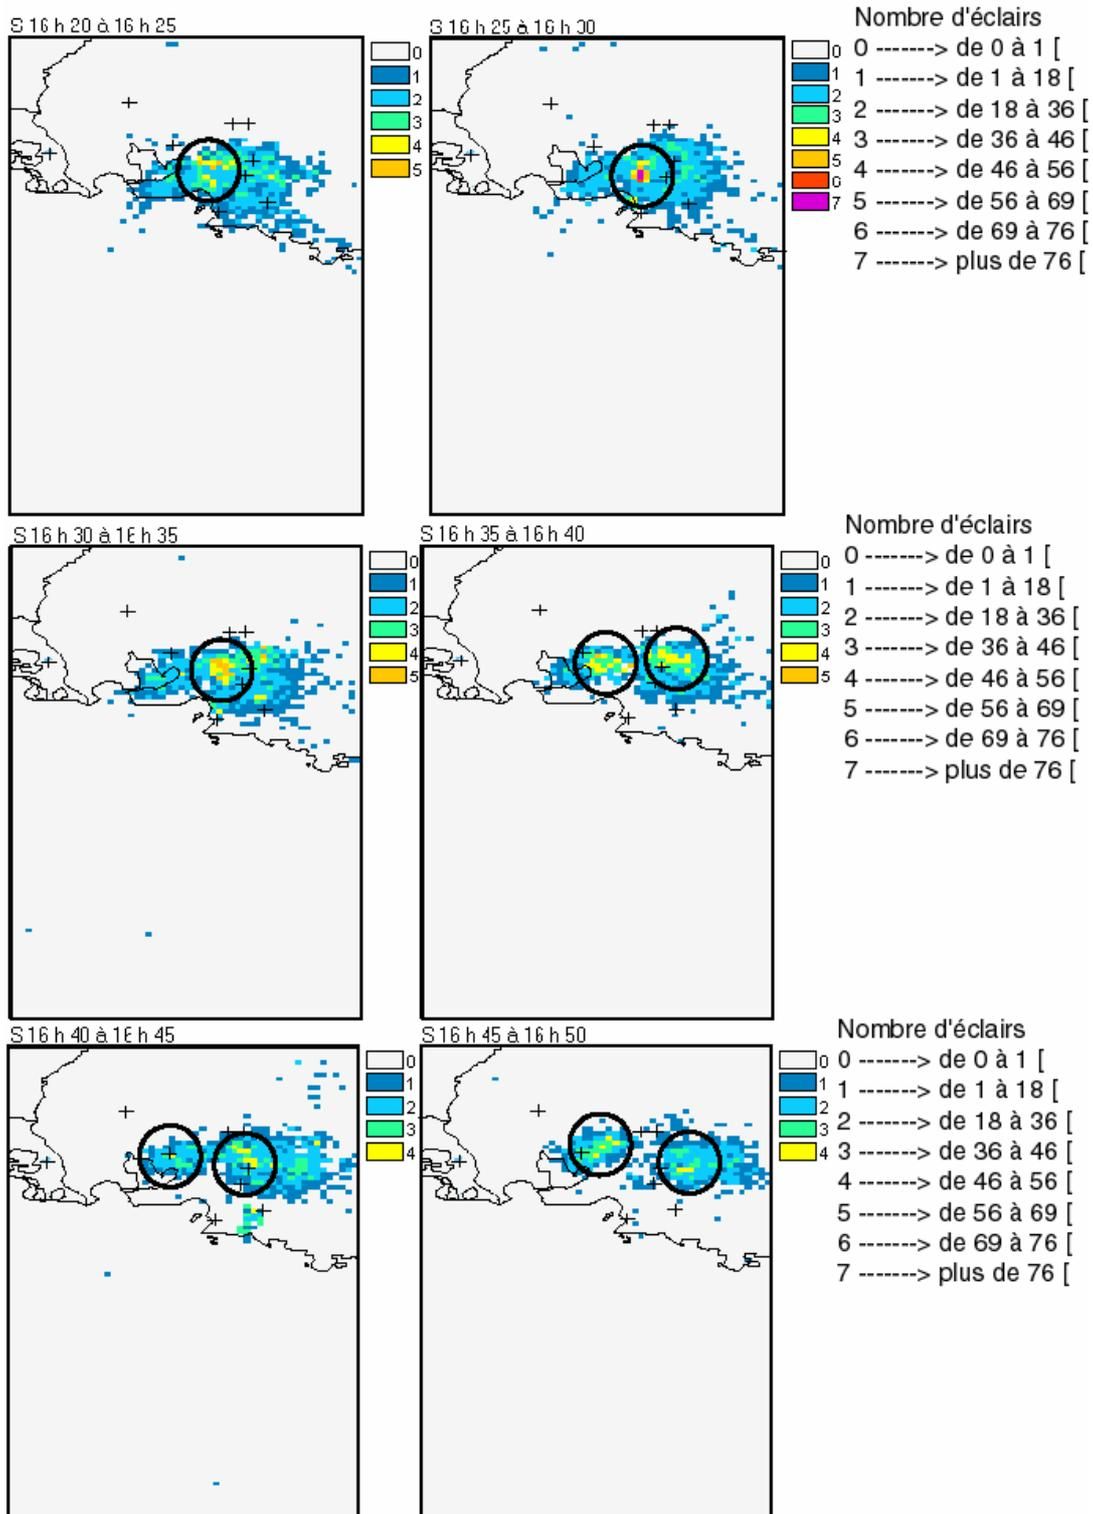 S 16 h 20 à 16 h 25
0
1
2
3
4
5
S 16 h 25 à 16 h 30
0
1
2
3
4
5
6
7
Nombre d'éclairs
0 -------> de 0 à 1 [
1 -------> de 1 à 18 [
2 -------> de 18 à 36 [
3 -------> de 36 à 46 [
4 -------> de 46 à 56 [
5 -------> de 56 à 69 [
6 -------> de 69 à 76 [
7 -------> plus de 76 [
S 16 h 30 à 16 h 35
0
1
2
3
4
5
S 16 h 35 à 16 h 40
0
1
2
3
4
5
Nombre d'éclairs
0 -------> de 0 à 1 [
1 -------> de 1 à 18 [
2 -------> de 18 à 36 [
3 -------> de 36 à 46 [
4 -------> de 46 à 56 [
5 -------> de 56 à 69 [
6 -------> de 69 à 76 [
7 -------> plus de 76 [
S 16 h 40 à 16 h 45
0
1
2
3
4
S 16 h 45 à 16 h 50
0
1
2
3
4
Nombre d'éclairs
0 -------> de 0 à 1 [
1 -------> de 1 à 18 [
2 -------> de 18 à 36 [
3 -------> de 36 à 46 [
4 -------> de 46 à 56 [
5 -------> de 56 à 69 [
6 -------> de 69 à 76 [
7 -------> plus de 76 [